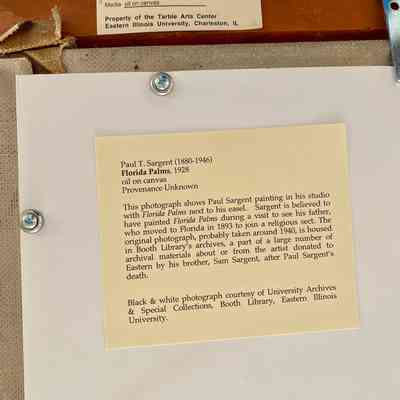 Media oil on canvas
Property of the Tarble Arts Center
Eastern Illinois University, Charleston, IL
Paul T. Sargent (1880-1946)
Florida Palms, 1928
oil on canvas
Provenance Unknown
This photograph shows Paul Sargent painting in his studio
with Florida Palms next to his easel. Sargent is believed to
have painted Florida Palms during a visit to see his father,
who moved to Florida in 1893 to join a religious sect. The
original photograph, probably taken around 1940, is housed
in Booth Library's archives, a part of a large number of
archival materials about or from the artist donated to
Eastern by his brother, Sam Sargent, after Paul Sargent's
death.
Black & white photograph courtesy of University Archives
& Special Collections, Booth Library, Eastern Illinois
University.